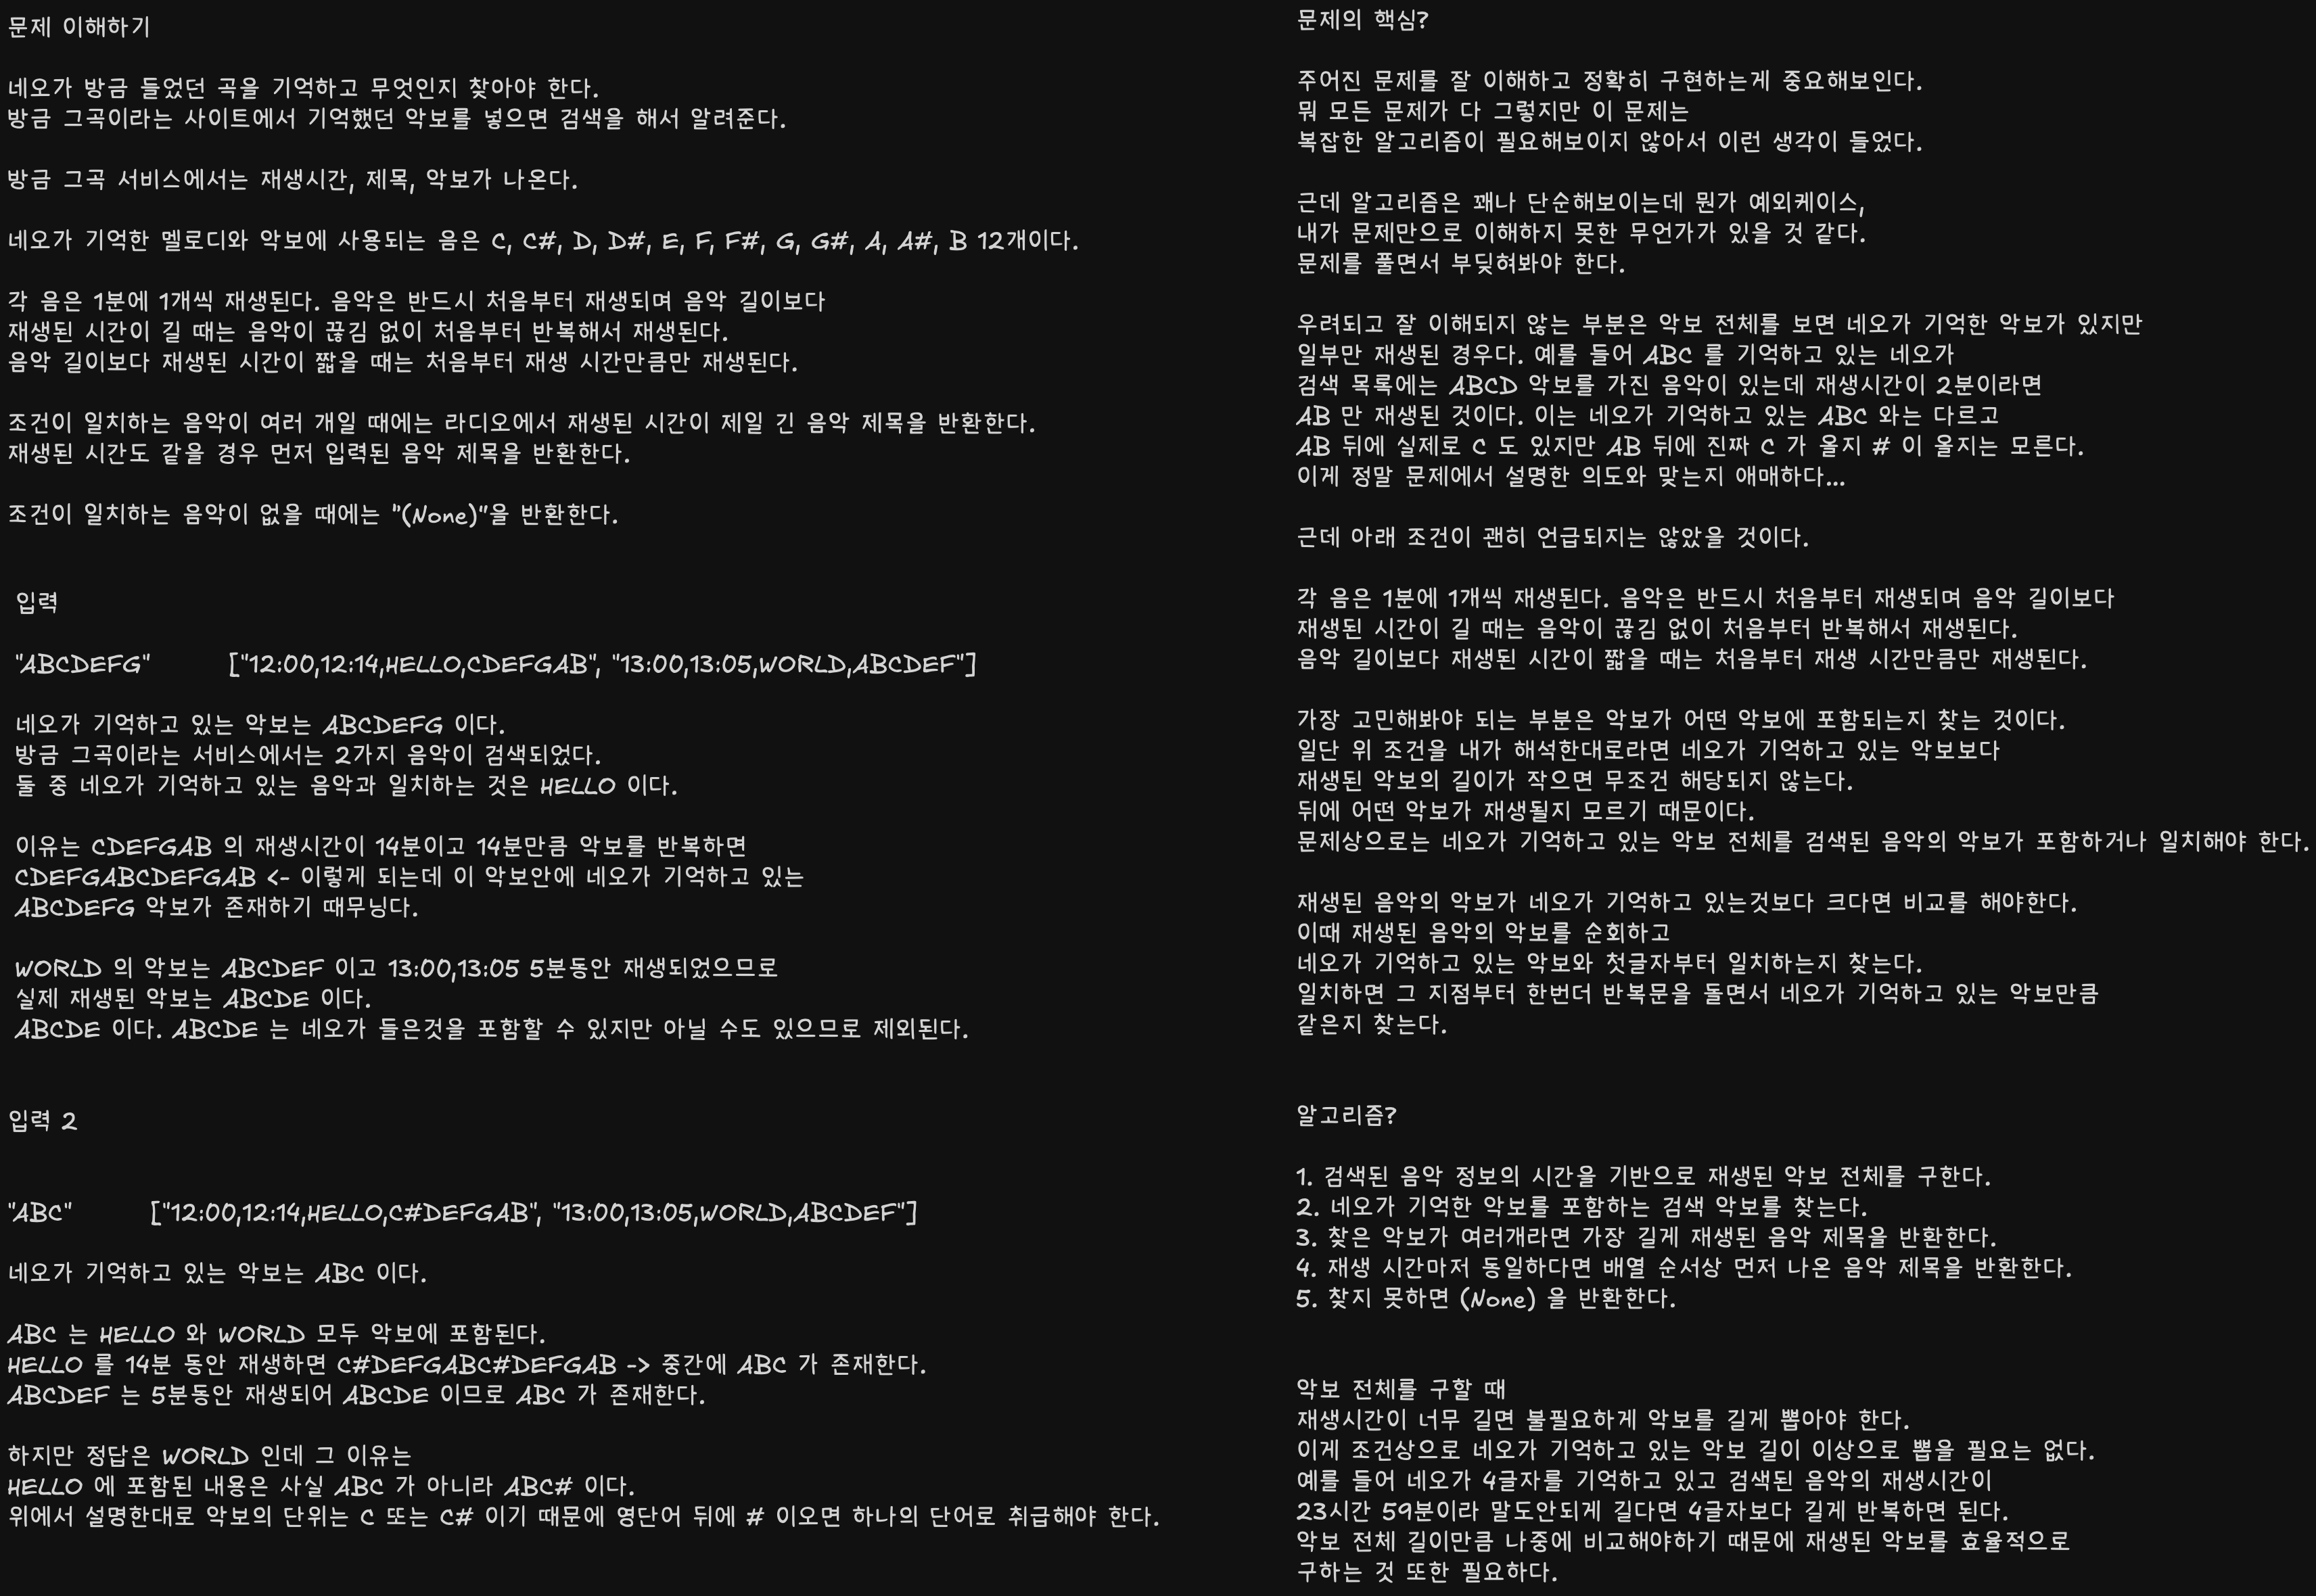 문제 이해하기
네오가 방금 들었던 곡을 기억하고 무엇인지 찾아야 한다.
방금 그곡이라는 사이트에서 기억했던 악보를 넣으면 검색을 해서 알려준다.
방금 그곡 서비스에서는 재생시간, 제목, 악보가 나온다.
네오가 기억한 멜로디와 악보에 사용되는 음은 C, C#, D, D#, E, F, F#, G, G#, A, A#, B 12개이다.
각 음은 1분에 1개씩 재생된다. 음악은 반드시 처음부터 재생되며 음악 길이보다
재생된 시간이 길 때는 음악이 끊김 없이 처음부터 반복해서 재생된다.
음악 길이보다 재생된 시간이 짧을 때는 처음부터 재생 시간만큼만 재생된다.
조건이 일치하는 음악이 여러 개일 때에는 라디오에서 재생된 시간이 제일 긴 음악 제목을 반환한다.
재생된 시간도 같을 경우 먼저 입력된 음악 제목을 반환한다.
조건이 일치하는 음악이 없을 때에는 "(None)"을 반환한다.
입력
"ABCDEFG" ["12:00,12:14,HELLO,CDEFGAB", "13:00,13:05,WORLD,ABCDEF"]
네오가 기억하고 있는 악보는 ABCDEFG 이다.
방금 그곡이라는 서비스에서는 2가지 음악이 검색되었다.
둘 중 네오가 기억하고 있는 음악과 일치하는 것은 HELLO 이다.
이유는 CDEFGAB 의 재생시간이 14분이고 14분만큼 악보를 반복하면
CDEFGABCDEFGAB <- 이렇게 되는데 이 악보안에 네오가 기억하고 있는
ABCDEFG 악보가 존재하기 때무닝다.
WORLD 의 악보는 ABCDEF 이고 13:00,13:05 5분동안 재생되었으므로
실제 재생된 악보는 ABCDE 이다.
ABCDE 이다. ABCDE 는 네오가 들은것을 포함할 수 있지만 아닐 수도 있으므로 제외된다.
입력 2
"ABC" ["12:00,12:14,HELLO,C#DEFGAB", "13:00,13:05,WORLD,ABCDEF"]
네오가 기억하고 있는 악보는 ABC 이다.
ABC 는 HELLO 와 WORLD 모두 악보에 포함된다.
HELLO 를 14분 동안 재생하면 C#DEFGABC#DEFGAB -> 중간에 ABC 가 존재한다.
ABCDEF 는 5분동안 재생되어 ABCDE 이므로 ABC 가 존재한다.
하지만 정답은 WORLD 인데 그 이유는
HELLO 에 포함된 내용은 사실 ABC 가 아니라 ABC# 이다.
위에서 설명한대로 악보의 단위는 C 또는 C# 이기 때문에 영단어 뒤에 # 이오면 하나의 단어로 취급해야 한다.
문제의 핵심?
주어진 문제를 잘 이해하고 정확히 구현하는게 중요해보인다.
뭐 모든 문제가 다 그렇지만 이 문제는
복잡한 알고리즘이 필요해보이지 않아서 이런 생각이 들었다.
근데 알고리즘은 꽤나 단순해보이는데 뭔가 예외케이스,
내가 문제만으로 이해하지 못한 무언가가 있을 것 같다.
문제를 풀면서 부딪혀봐야 한다.
우려되고 잘 이해되지 않는 부분은 악보 전체를 보면 네오가 기억한 악보가 있지만
일부만 재생된 경우다. 예를 들어 ABC 를 기억하고 있는 네오가
검색 목록에는 ABCD 악보를 가진 음악이 있는데 재생시간이 2분이라면
AB 만 재생된 것이다. 이는 네오가 기억하고 있는 ABC 와는 다르고
AB 뒤에 실제로 C 도 있지만 AB 뒤에 진짜 C 가 올지 # 이 올지는 모른다.
이게 정말 문제에서 설명한 의도와 맞는지 애매하다...
근데 아래 조건이 괜히 언급되지는 않았을 것이다.
각 음은 1분에 1개씩 재생된다. 음악은 반드시 처음부터 재생되며 음악 길이보다
재생된 시간이 길 때는 음악이 끊김 없이 처음부터 반복해서 재생된다.
음악 길이보다 재생된 시간이 짧을 때는 처음부터 재생 시간만큼만 재생된다.
가장 고민해봐야 되는 부분은 악보가 어떤 악보에 포함되는지 찾는 것이다.
일단 위 조건을 내가 해석한대로라면 네오가 기억하고 있는 악보보다
재생된 악보의 길이가 작으면 무조건 해당되지 않는다.
뒤에 어떤 악보가 재생될지 모르기 때문이다.
문제상으로는 네오가 기억하고 있는 악보 전체를 검색된 음악의 악보가 포함하거나 일치해야 한다.
재생된 음악의 악보가 네오가 기억하고 있는것보다 크다면 비교를 해야한다.
이때 재생된 음악의 악보를 순회하고
네오가 기억하고 있는 악보와 첫글자부터 일치하는지 찾는다.
일치하면 그 지점부터 한번더 반복문을 돌면서 네오가 기억하고 있는 악보만큼
같은지 찾는다.
알고리즘?
1. 검색된 음악 정보의 시간을 기반으로 재생된 악보 전체를 구한다.
2. 네오가 기억한 악보를 포함하는 검색 악보를 찾는다.
3. 찾은 악보가 여러개라면 가장 길게 재생된 음악 제목을 반환한다.
4. 재생 시간마저 동일하다면 배열 순서상 먼저 나온 음악 제목을 반환한다.
5. 찾지 못하면 (None) 을 반환한다.
악보 전체를 구할 때
재생시간이 너무 길면 불필요하게 악보를 길게 뽑아야 한다.
이게 조건상으로 네오가 기억하고 있는 악보 길이 이상으로 뽑을 필요는 없다.
예를 들어 네오가 4글자를 기억하고 있고 검색된 음악의 재생시간이
23시간 59분이라 말도안되게 길다면 4글자보다 길게 반복하면 된다.
악보 전체 길이만큼 나중에 비교해야하기 때문에 재생된 악보를 효율적으로
구하는 것 또한 필요하다.